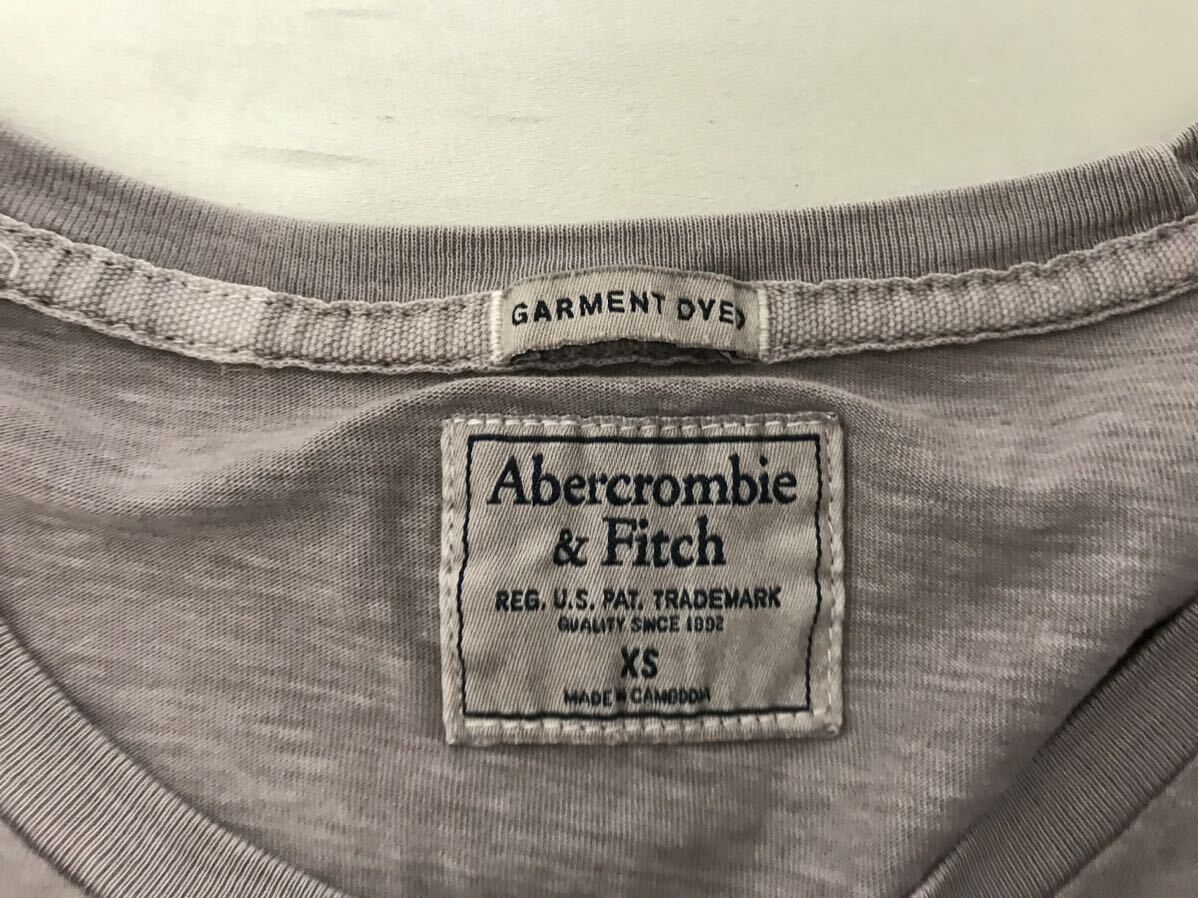 GARMENT DYED
Abercrombie
& Fitch
REG. U.S. PAT. TRADEMARK
QUALITY SINCE 1892
XS
MADE IN CAMBODIA